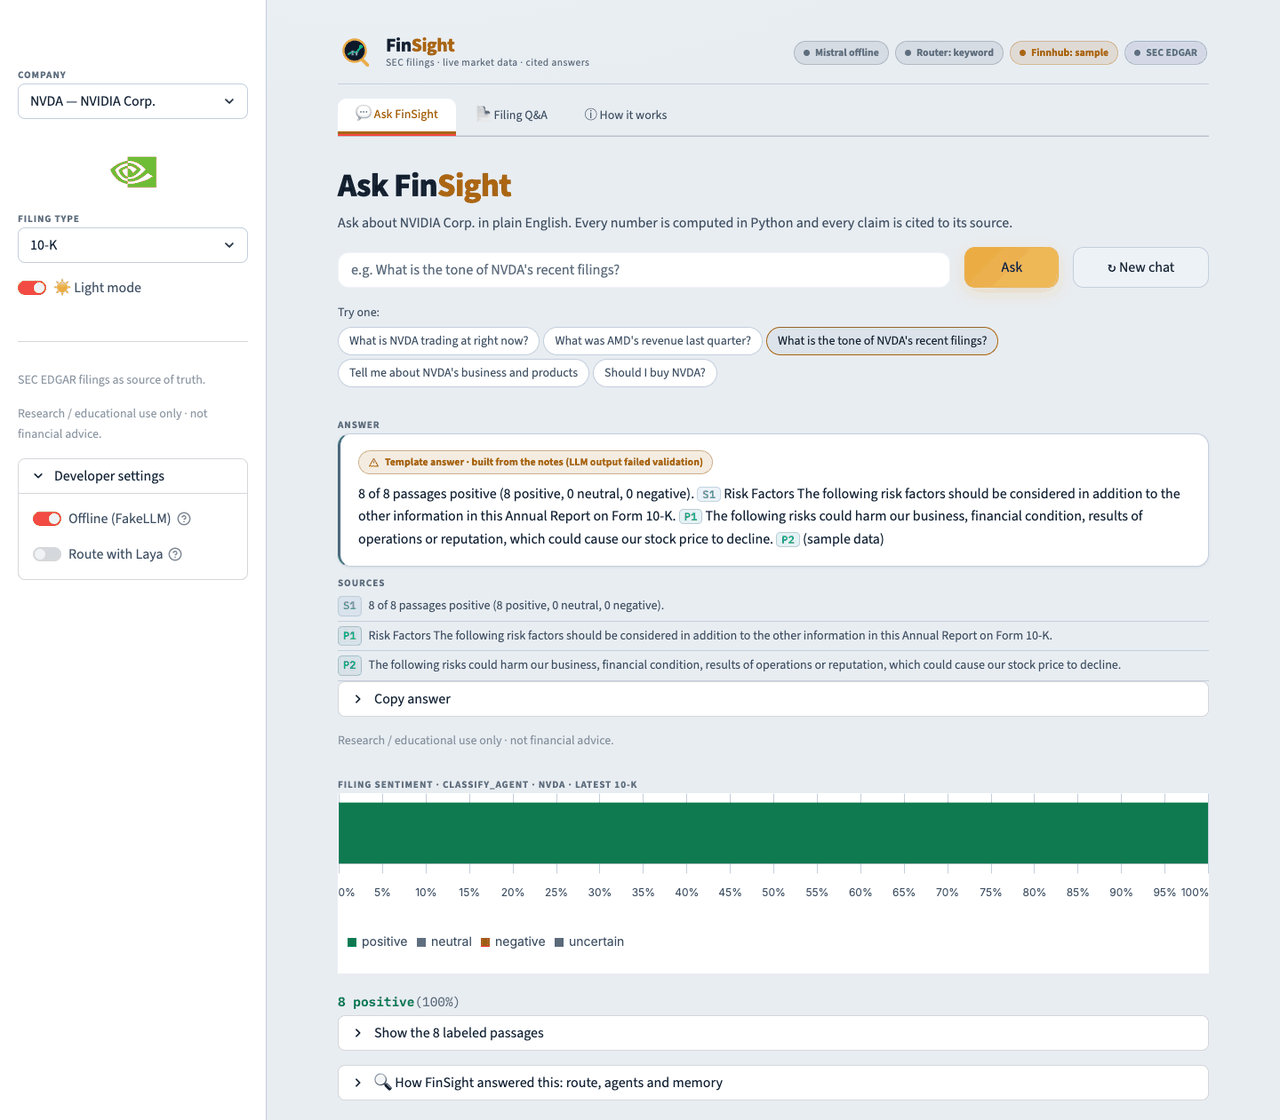 COMPANY
NVDA — NVIDIA Corp.
FILING TYPE
10-K
Light mode
SEC EDGAR filings as source of truth.
Research / educational use only · not
financial advice.
Developer settings
Offline (FakeLLM)
Route with Laya
FinSight
SEC filings · live market data · cited answers
Mistral offline
Router: keyword
Finnhub: sample
SEC EDGAR
Ask FinSight
Filing Q&A
How it works
Ask FinSight
Ask about NVIDIA Corp. in plain English. Every number is computed in Python and every claim is cited to its source.
e.g. What is the tone of NVDA's recent filings?
Ask
↻ New chat
Try one:
What is NVDA trading at right now?
What was AMD's revenue last quarter?
What is the tone of NVDA's recent filings?
Tell me about NVDA's business and products
Should I buy NVDA?
ANSWER
⚠ Template answer · built from the notes (LLM output failed validation)
8 of 8 passages positive (8 positive, 0 neutral, 0 negative). S1 Risk Factors The following risk factors should be considered in addition to the
other information in this Annual Report on Form 10-K. P1 The following risks could harm our business, financial condition, results of
operations or reputation, which could cause our stock price to decline. P2 (sample data)
SOURCES
S1 8 of 8 passages positive (8 positive, 0 neutral, 0 negative).
P1 Risk Factors The following risk factors should be considered in addition to the other information in this Annual Report on Form 10-K.
P2 The following risks could harm our business, financial condition, results of operations or reputation, which could cause our stock price to decline.
Copy answer
Research / educational use only · not financial advice.
FILING SENTIMENT · CLASSIFY_AGENT · NVDA · LATEST 10-K
0% 5% 10% 15% 20% 25% 30% 35% 40% 45% 50% 55% 60% 65% 70% 75% 80% 85% 90% 95% 100%
positive neutral negative uncertain
8 positive(100%)
Show the 8 labeled passages
How FinSight answered this: route, agents and memory